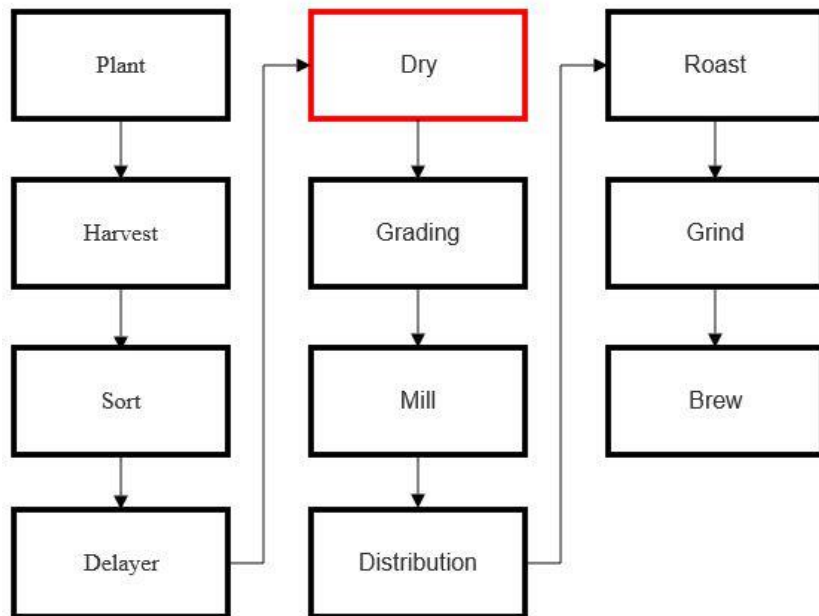 Plant
Harvest
Sort
Delayer
Dry
Grading
Mill
Distribution
Roast
Grind
Brew